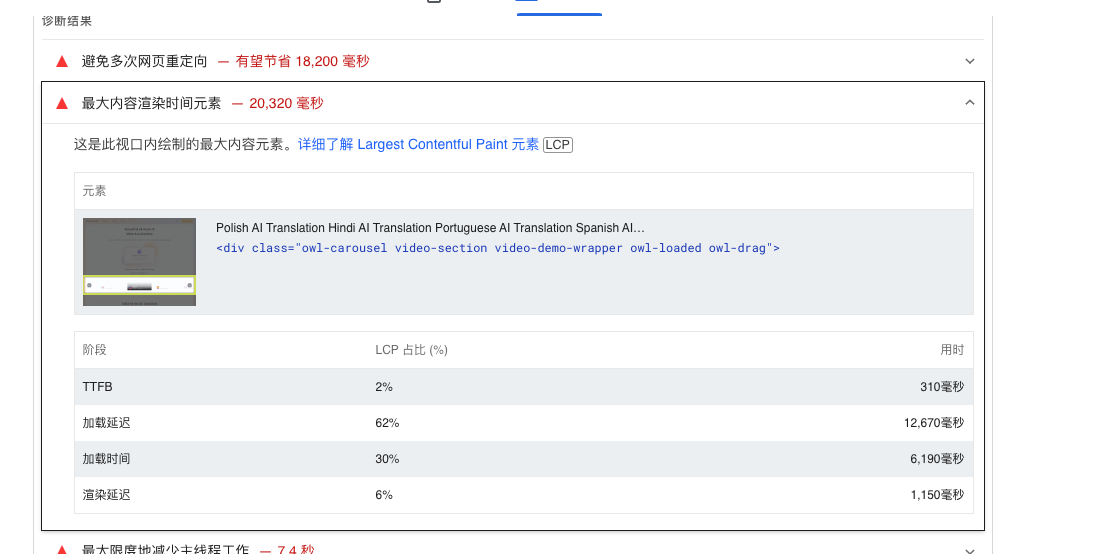 诊断结果
避免多次网页重定向 — 有望节省 18,200 毫秒
最大内容渲染时间元素 — 20,320 毫秒
这是此视口内绘制的最大内容元素。详细了解 Largest Contentful Paint 元素 LCP
元素
Polish AI Translation Hindi AI Translation Portuguese AI Translation Spanish AI…
<div class="owl-carousel video-section video-demo-wrapper owl-loaded owl-drag">
阶段 LCP 占比 (%) 用时
TTFB 2% 310毫秒
加载延迟 62% 12,670毫秒
加载时间 30% 6,190毫秒
渲染延迟 6% 1,150毫秒
最大限度地减少主线程工作 — 7.4 秒